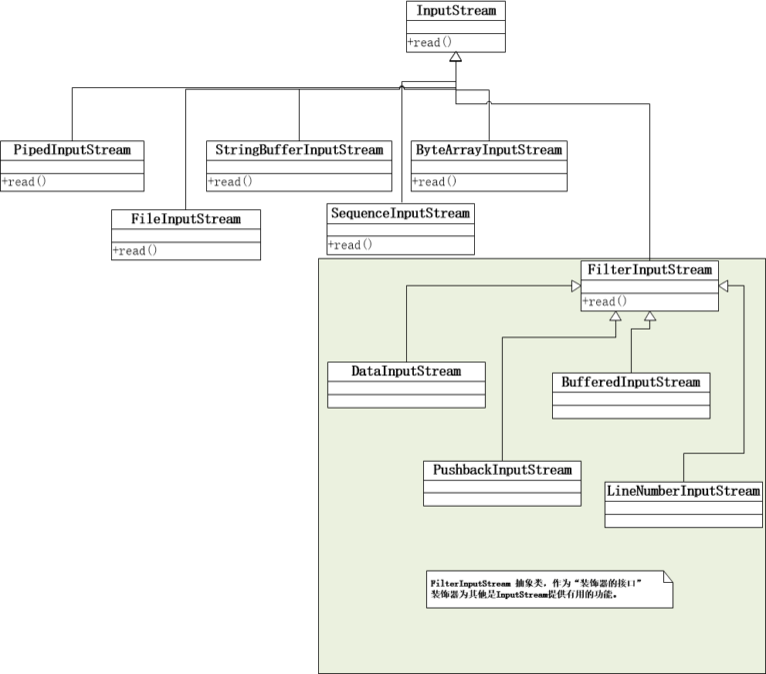 InputStream
+read()
PipedInputStream
+read()
StringBufferInputStream
+read()
ByteArrayInputStream
+read()
FileInputStream
+read()
SequenceInputStream
+read()
FilterInputStream
+read()
DataInputStream
BufferedInputStream
PushbackInputStream
LineNumberInputStream
FilterInputStream 抽象类，作为“装饰器的接口”
装饰器为其他是InputStream提供有用的功能。